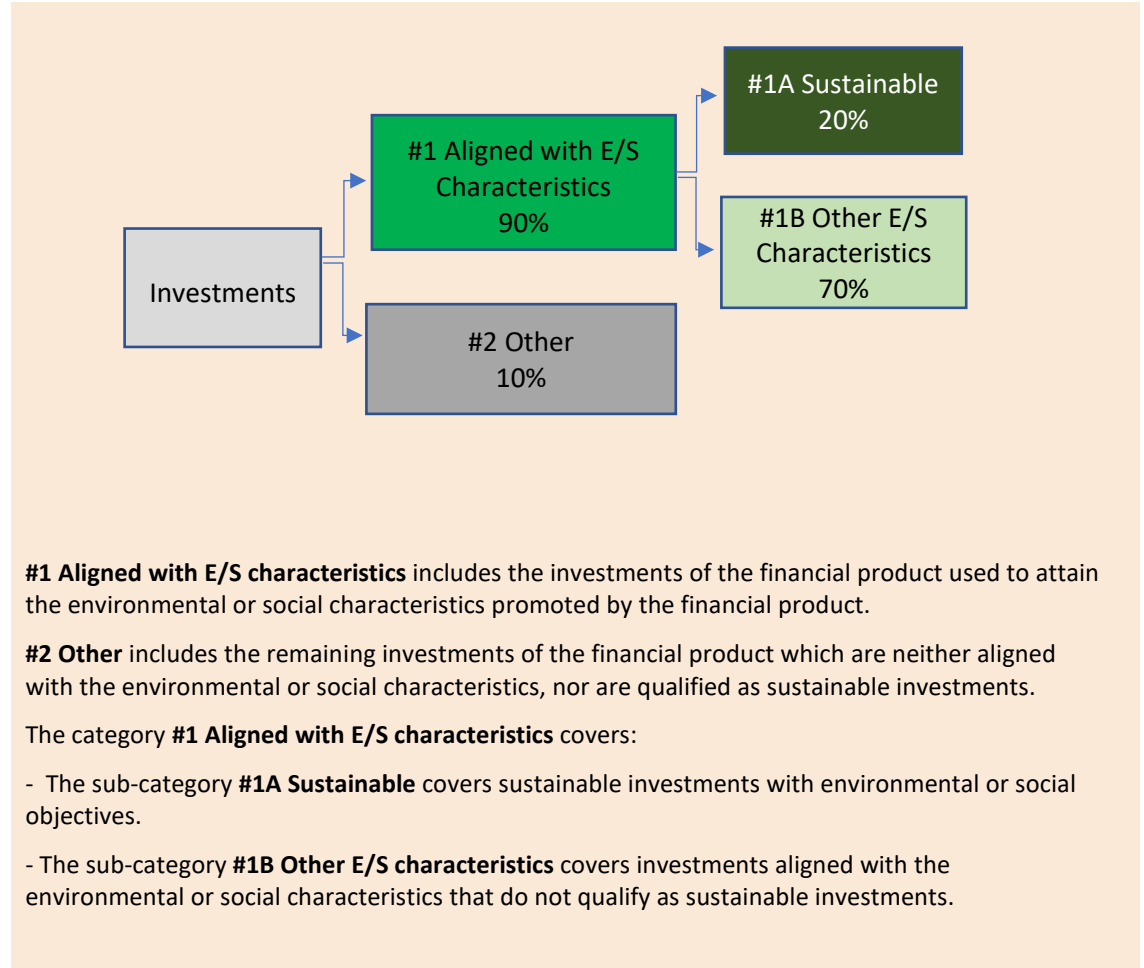 #1A Sustainable
20%
#1 Aligned with E/S
Characteristics
90%
#1B Other E/S
Characteristics
70%
Investments
#2 Other
10%
#1 Aligned with E/S characteristics includes the investments of the financial product used to attain
the environmental or social characteristics promoted by the financial product.
#2 Other includes the remaining investments of the financial product which are neither aligned
with the environmental or social characteristics, nor are qualified as sustainable investments.
The category #1 Aligned with E/S characteristics covers:
- The sub-category #1A Sustainable covers sustainable investments with environmental or social
objectives.
- The sub-category #1B Other E/S characteristics covers investments aligned with the
environmental or social characteristics that do not qualify as sustainable investments.